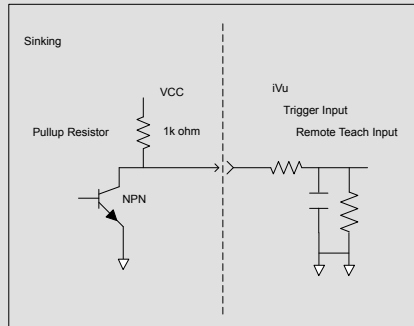 Sinking
VCC
iVu
Trigger Input
Pullup Resistor
1k ohm
Remote Teach Input
NPN